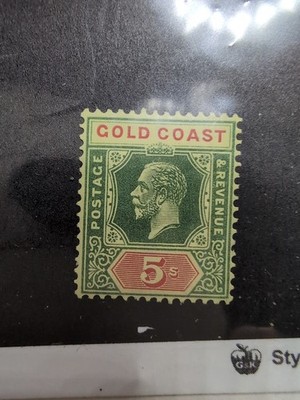 GOLD COAST
POSTAGE
& REVENUE
5s
G&K
Sty